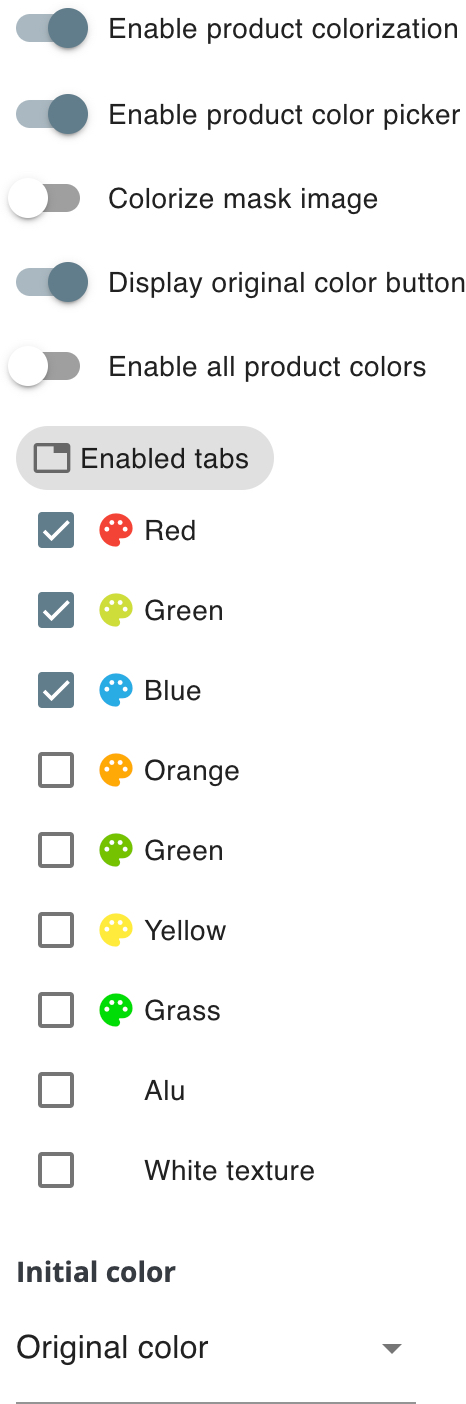 Enable product colorization
Enable product color picker
Colorize mask image
Display original color button
Enable all product colors
Enabled tabs
Red
Green
Blue
Orange
Green
Yellow
Grass
Alu
White texture
Initial color
Original color